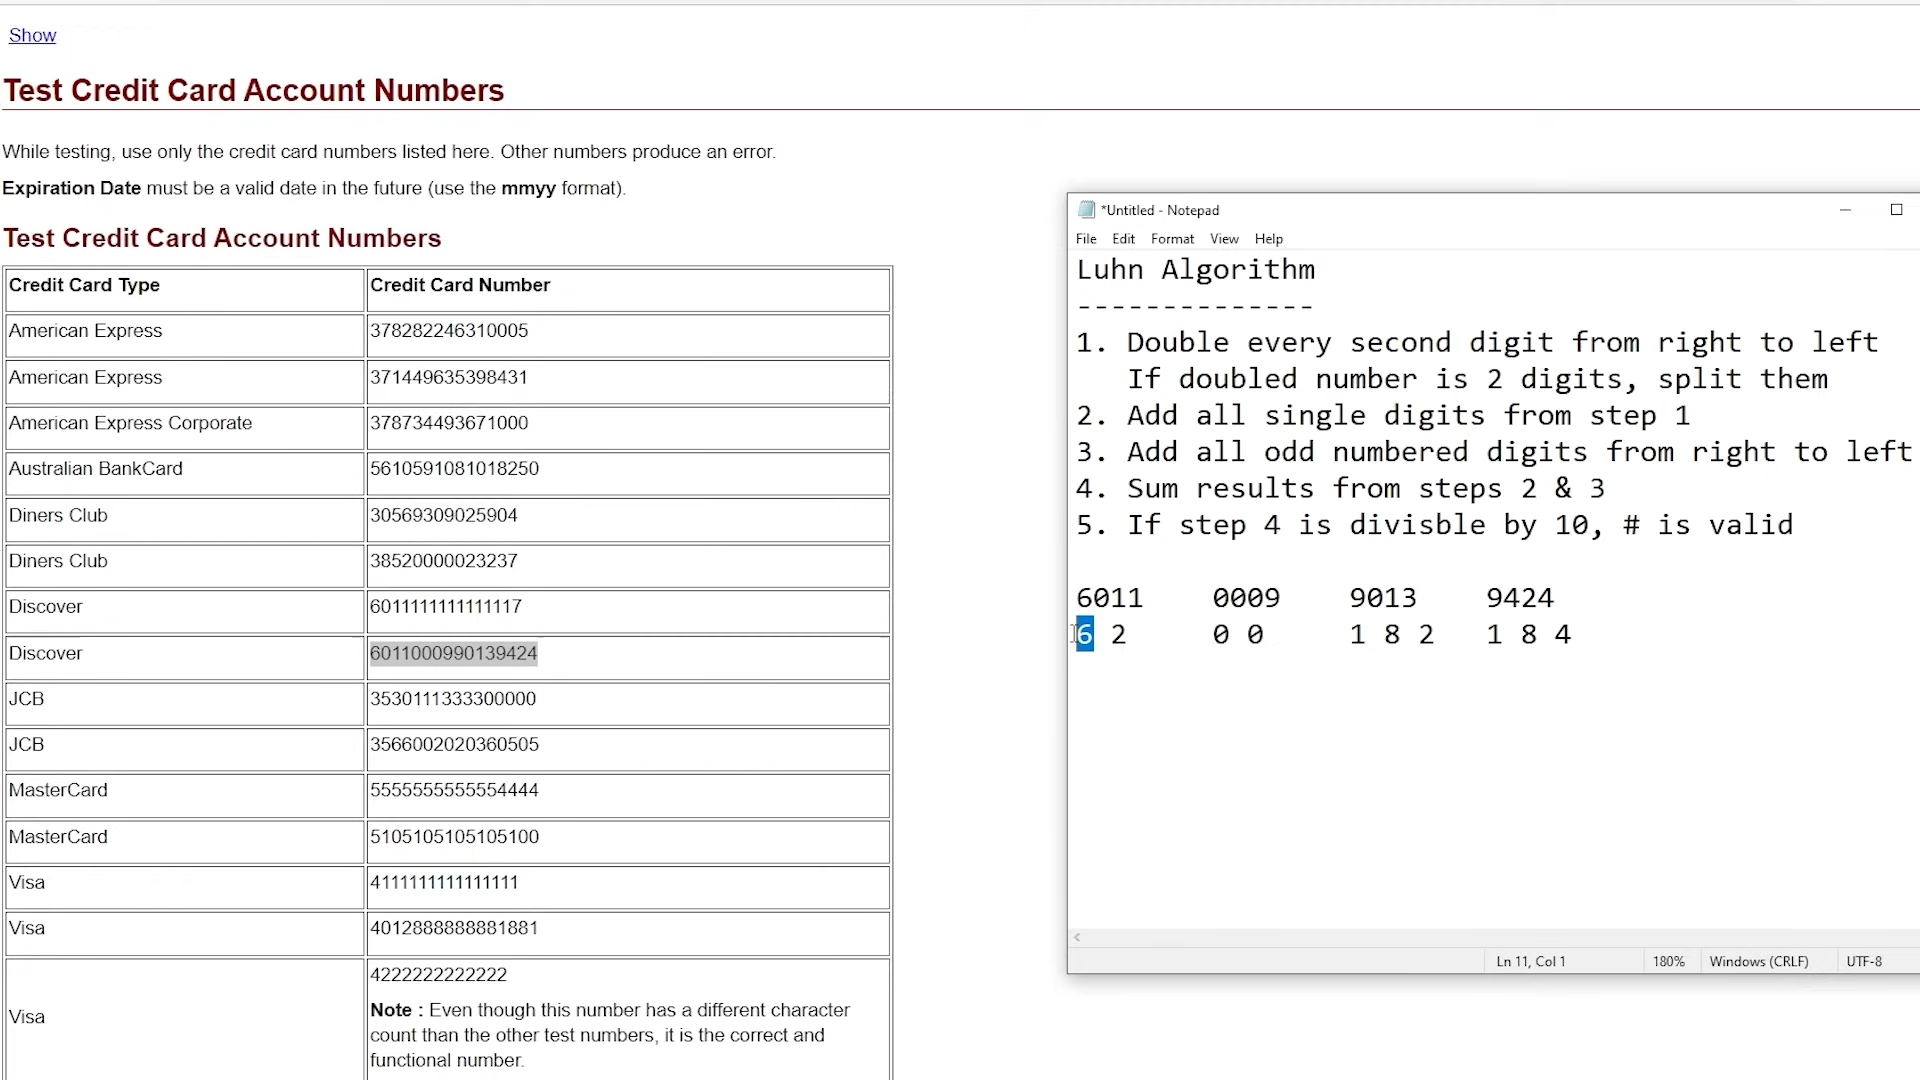 Show
Test Credit Card Account Numbers
While testing, use only the credit card numbers listed here. Other numbers produce an error.
Expiration Date must be a valid date in the future (use the mmyy format).
Test Credit Card Account Numbers
Credit Card Type Credit Card Number
American Express 378282246310005
American Express 371449635398431
American Express Corporate 378734493671000
Australian BankCard 5610591081018250
Diners Club 30569309025904
Diners Club 38520000023237
Discover 6011111111111117
Discover 6011000990139424
JCB 3530111333300000
JCB 3566002020360505
MasterCard 5555555555554444
MasterCard 5105105105105100
Visa 4111111111111111
Visa 4012888888881881
Visa 4222222222222
Note : Even though this number has a different character
count than the other test numbers, it is the correct and
functional number.
*Untitled - Notepad
File Edit Format View Help
Luhn Algorithm
--------------
1. Double every second digit from right to left
If doubled number is 2 digits, split them
2. Add all single digits from step 1
3. Add all odd numbered digits from right to left
4. Sum results from steps 2 & 3
5. If step 4 is divisble by 10, # is valid
6011 0009 9013 9424
6 2 0 0 1 8 2 1 8 4
Ln 11, Col 1 180% Windows (CRLF) UTF-8